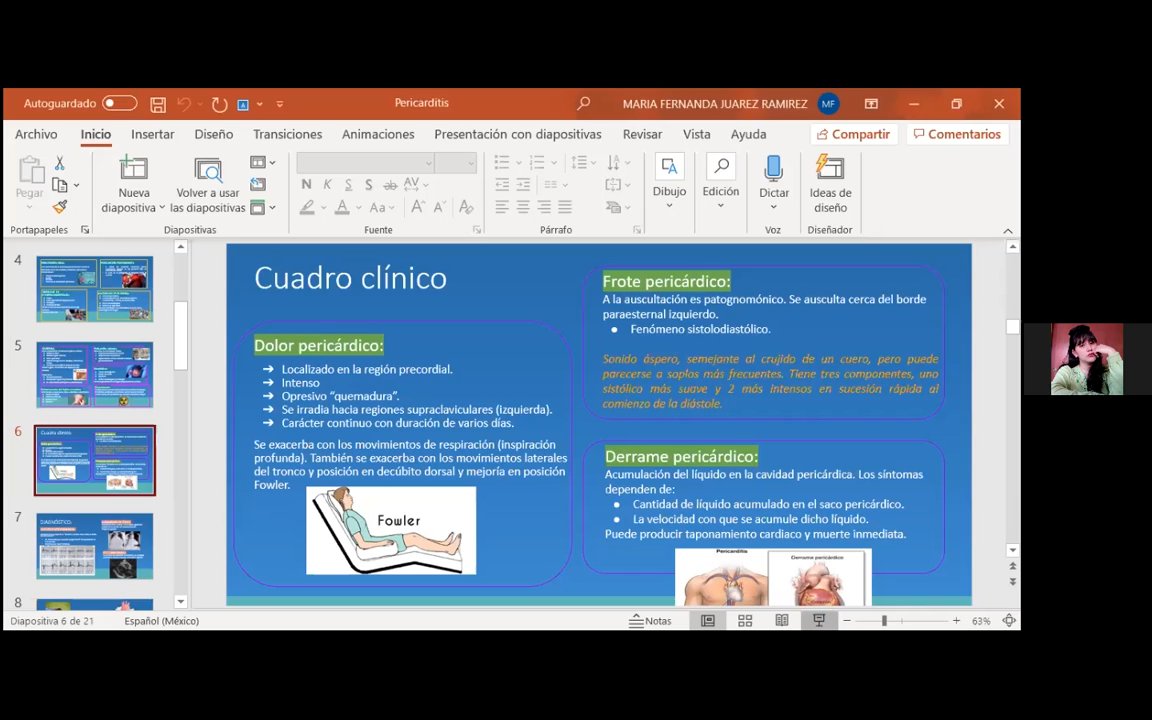 Autoguardado
Pericarditis
MARIA FERNANDA JUAREZ RAMIREZ
MF
Archivo
Inicio
Insertar
Diseño
Transiciones
Animaciones
Presentación con diapositivas
Revisar
Vista
Ayuda
Compartir
Comentarios
Pegar
Nueva
diapositiva
Volver a usar
las diapositivas
N K S S ab AV
A Aa A A
Dibujo
Edición
Dictar
Ideas de
diseño
Portapapeles
Diapositivas
Fuente
Párrafo
Voz
Diseñador
4
5
6
7
8
Cuadro clínico
Dolor pericárdico:
➔ Localizado en la región precordial.
➔ Intenso
➔ Opresivo “quemadura”.
➔ Se irradia hacia regiones supraclaviculares (izquierda).
➔ Carácter continuo con duración de varios días.
Se exacerba con los movimientos de respiración (inspiración
profunda). También se exacerba con los movimientos laterales
del tronco y posición en decúbito dorsal y mejoría en posición
Fowler.
Fowler
Frote pericárdico:
A la auscultación es patognomónico. Se ausculta cerca del borde
paraesternal izquierdo.
● Fenómeno sistolodiastólico.
Sonido áspero, semejante al crujido de un cuero, pero puede
parecerse a soplos más frecuentes. Tiene tres componentes, uno
sistólico más suave y 2 más intensos en sucesión rápida al
comienzo de la diástole.
Derrame pericárdico:
Acumulación del líquido en la cavidad pericárdica. Los síntomas
dependen de:
● Cantidad de líquido acumulado en el saco pericárdico.
● La velocidad con que se acumule dicho líquido.
Puede producir taponamiento cardiaco y muerte inmediata.
Pericarditis
Derrame pericárdico
Diapositiva 6 de 21
Español (México)
Notas
63%